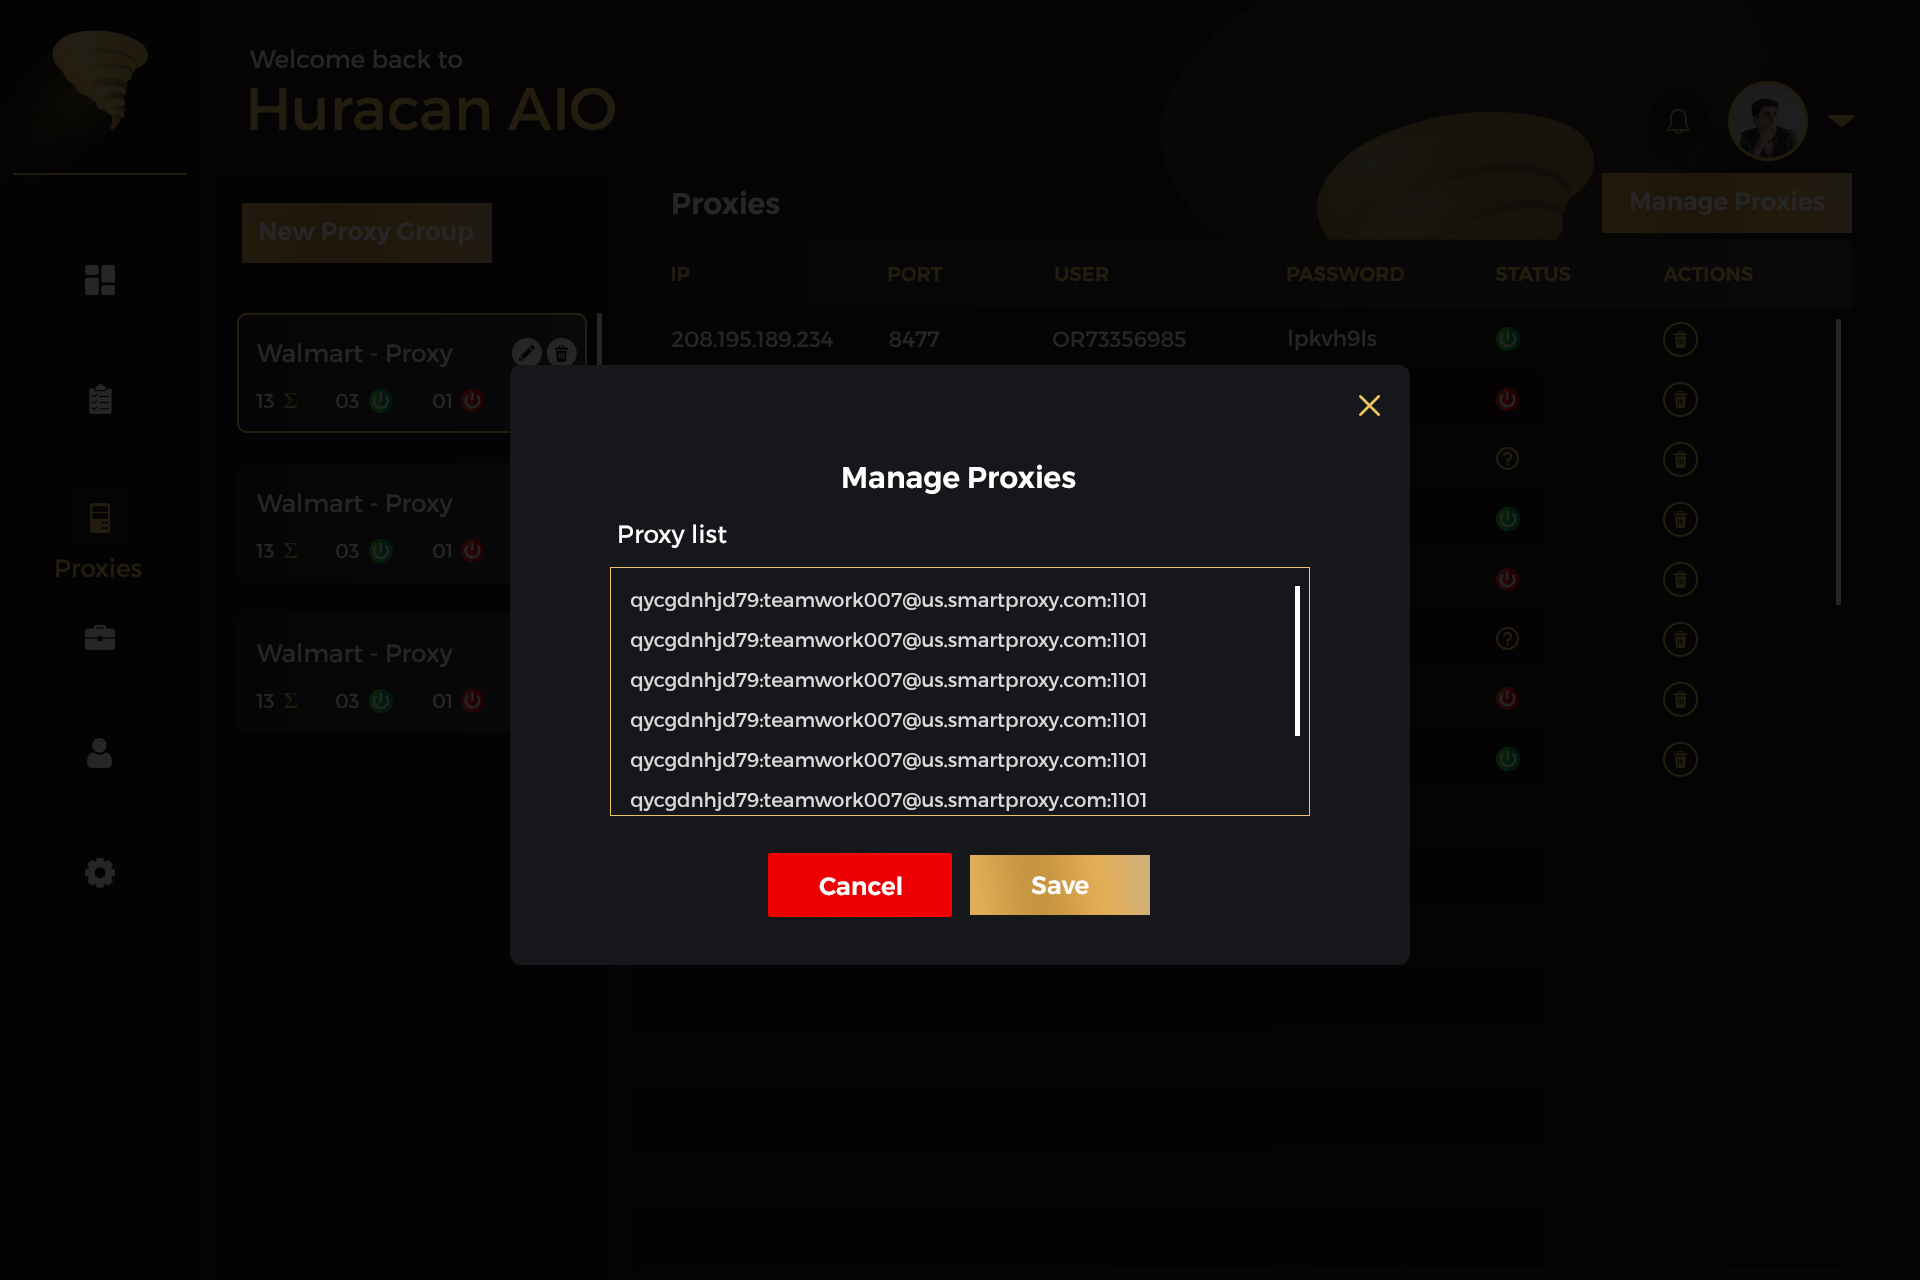 Welcome back to
Huracan AIO
New Proxy Group
Proxies
Manage Proxies
IP PORT USER PASSWORD STATUS ACTIONS
208.195.189.234 8477 OR73356985 lpkvh9ls
Walmart - Proxy
13 Σ 03 01
Walmart - Proxy
13 Σ 03 01
Walmart - Proxy
13 Σ 03 01
Proxies
Manage Proxies
Proxy list
qycgdnhjd79:teamwork007@us.smartproxy.com:1101
qycgdnhjd79:teamwork007@us.smartproxy.com:1101
qycgdnhjd79:teamwork007@us.smartproxy.com:1101
qycgdnhjd79:teamwork007@us.smartproxy.com:1101
qycgdnhjd79:teamwork007@us.smartproxy.com:1101
qycgdnhjd79:teamwork007@us.smartproxy.com:1101
Cancel Save